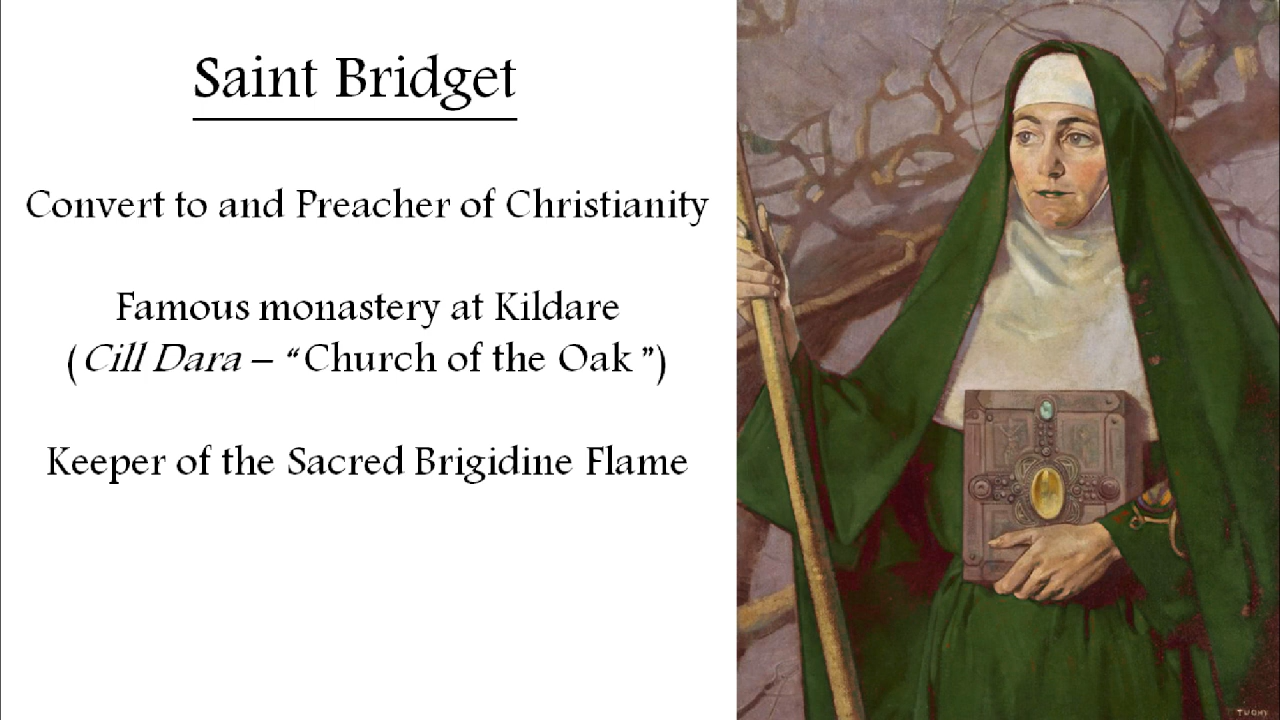 Saint Bridget
Convert to and Preacher of Christianity
Famous monastery at Kildare
(Cill Dara – “Church of the Oak”)
Keeper of the Sacred Brigidine Flame
TUOHY